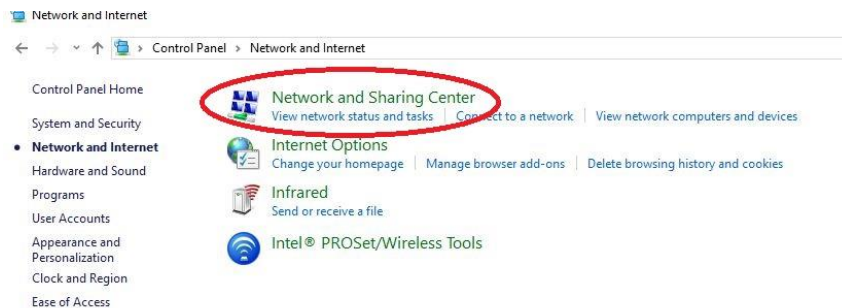 Network and Internet
Control Panel > Network and Internet
Control Panel Home
System and Security
Network and Internet
Hardware and Sound
Programs
User Accounts
Appearance and
Personalization
Clock and Region
Ease of Access
Network and Sharing Center
View network status and tasks | Connect to a network | View network computers and devices
Internet Options
Change your homepage | Manage browser add-ons | Delete browsing history and cookies
Infrared
Send or receive a file
Intel® PROSet/Wireless Tools